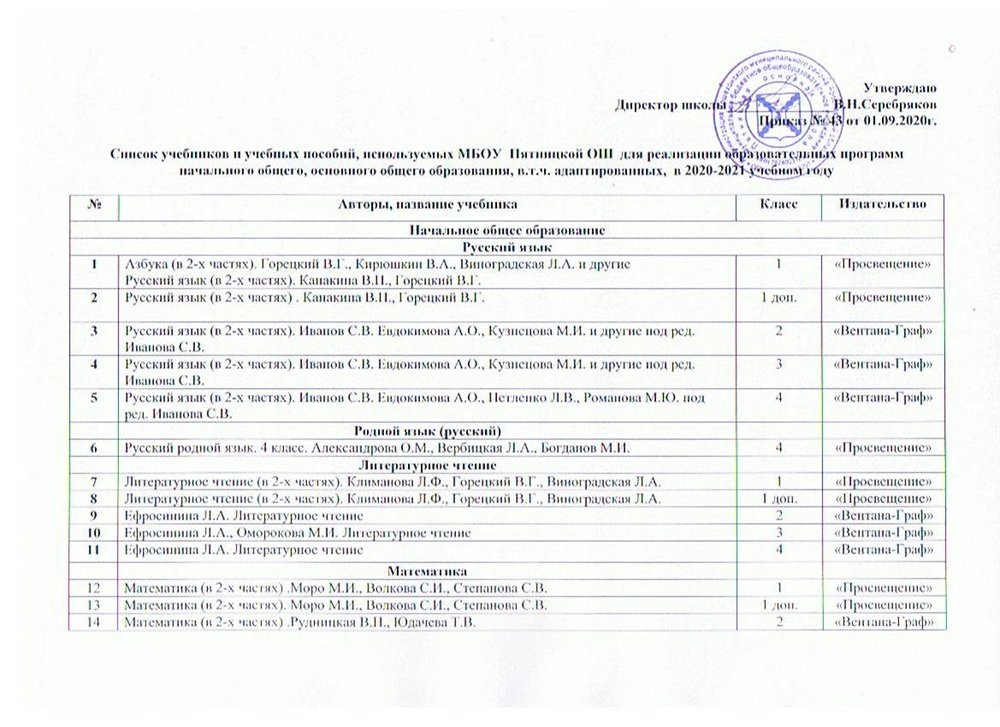 Утверждаю
Директор школы В.Н.Серебряков
Приказ № 43 от 01.09.2020г.
Список учебников и учебных пособий, используемых МБОУ Пятницкой ОШ для реализации образовательных программ
начального общего, основного общего образования, в.т.ч. адаптированных, в 2020-2021 учебном году
№ Авторы, название учебника Класс Издательство
Начальное общее образование
Русский язык
1 Азбука (в 2-х частях). Горецкий В.Г., Кирюшкин В.А., Виноградская Л.А. и другие 1 «Просвещение»
Русский язык (в 2-х частях). Канакина В.П., Горецкий В.Г.
2 Русский язык (в 2-х частях) . Канакина В.П., Горецкий В.Г. 1 доп. «Просвещение»
3 Русский язык (в 2-х частях). Иванов С.В. Евдокимова А.О., Кузнецова М.И. и другие под ред. 2 «Вентана-Граф»
Иванова С.В.
4 Русский язык (в 2-х частях). Иванов С.В. Евдокимова А.О., Кузнецова М.И. и другие под ред. 3 «Вентана-Граф»
Иванова С.В.
5 Русский язык (в 2-х частях). Иванов С.В. Евдокимова А.О., Петленко Л.В., Романова М.Ю. под 4 «Вентана-Граф»
ред. Иванова С.В.
Родной язык (русский)
6 Русский родной язык. 4 класс. Александрова О.М., Вербицкая Л.А., Богданов М.И. 4 «Просвещение»
Литературное чтение
7 Литературное чтение (в 2-х частях). Климанова Л.Ф., Горецкий В.Г., Виноградская Л.А. 1 «Просвещение»
8 Литературное чтение (в 2-х частях). Климанова Л.Ф., Горецкий В.Г., Виноградская Л.А. 1 доп. «Просвещение»
9 Ефросинина Л.А. Литературное чтение 2 «Вентана-Граф»
10 Ефросинина Л.А., Оморокова М.И. Литературное чтение 3 «Вентана-Граф»
11 Ефросинина Л.А. Литературное чтение 4 «Вентана-Граф»
Математика
12 Математика (в 2-х частях) .Моро М.И., Волкова С.И., Степанова С.В. 1 «Просвещение»
13 Математика (в 2-х частях). Моро М.И., Волкова С.И., Степанова С.В. 1 доп. «Просвещение»
14 Математика (в 2-х частях) .Рудницкая В.Н., Юдачева Т.В. 2 «Вентана-Граф»